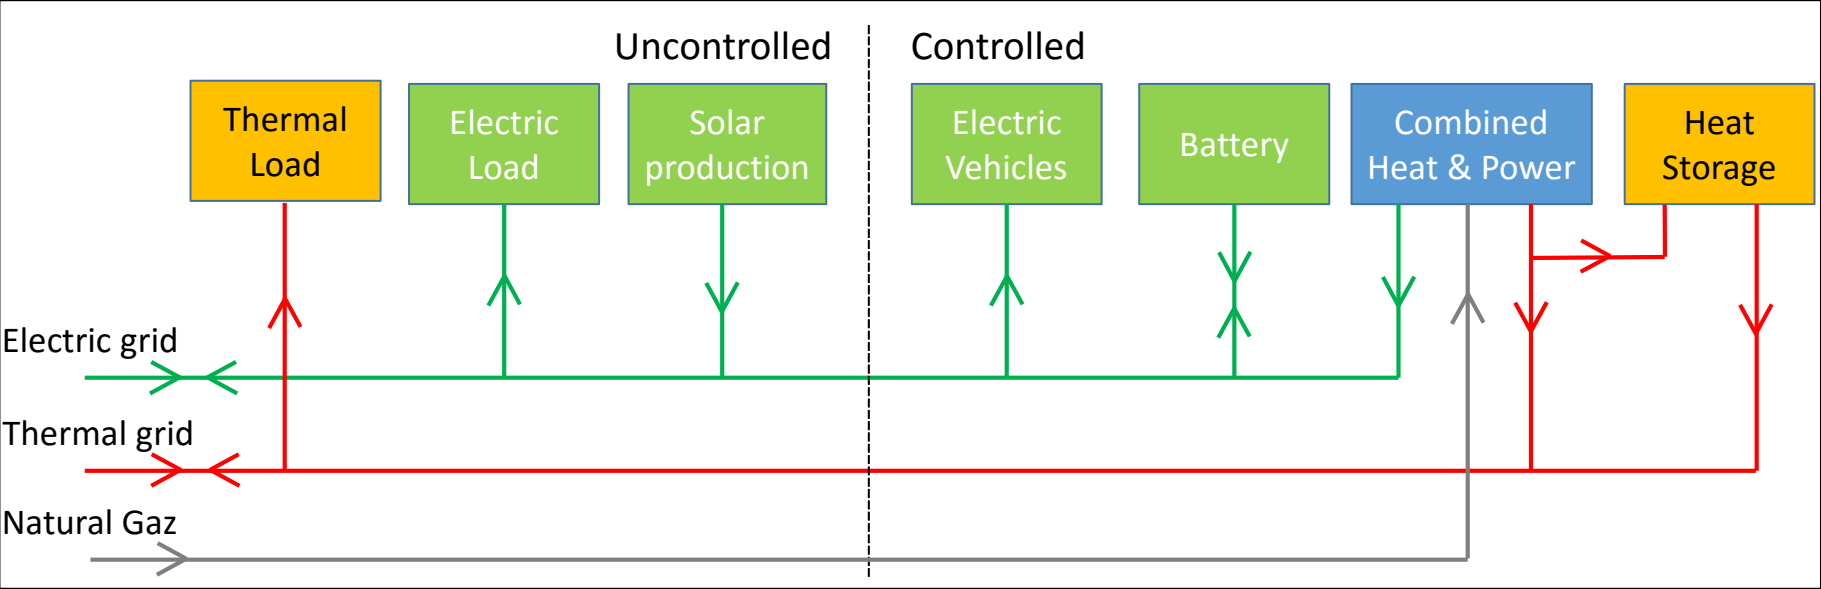 Uncontrolled
Controlled
Thermal
Load
Electric
Load
Solar
production
Electric
Vehicles
Battery
Combined
Heat & Power
Heat
Storage
Electric grid
Thermal grid
Natural Gaz